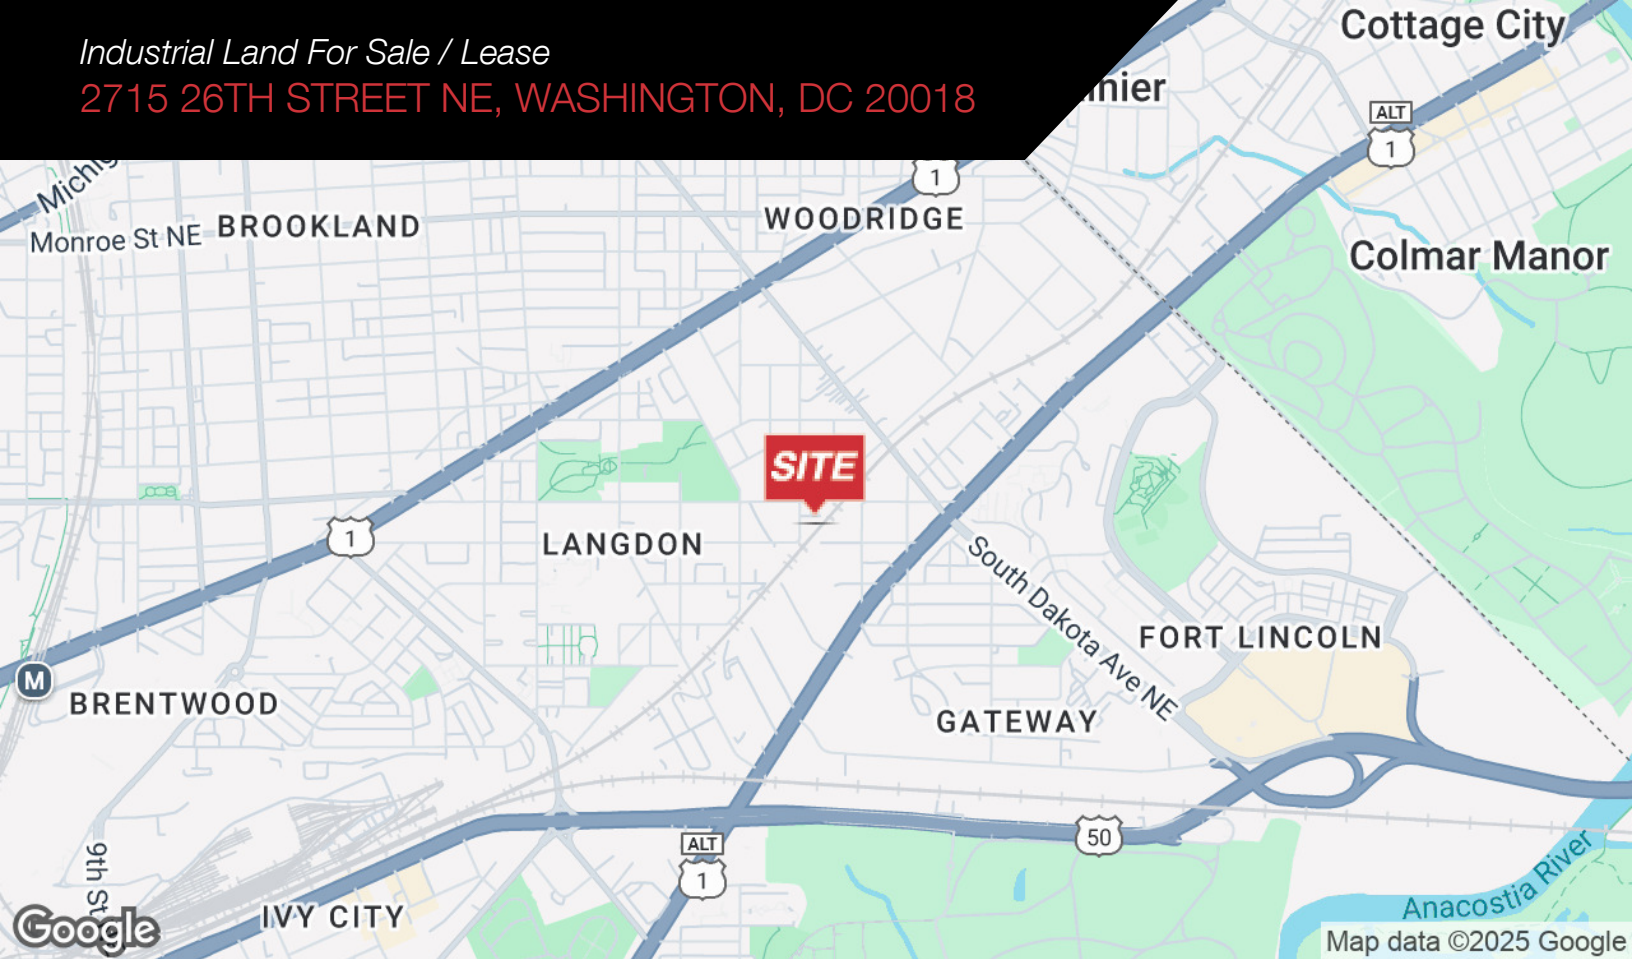 Industrial Land For Sale / Lease
2715 26TH STREET NE, WASHINGTON, DC 20018
Cottage City
ALT
1
1
Monroe St NE
BROOKLAND
WOODRIDGE
Colmar Manor
SITE
1
LANGDON
South Dakota Ave NE
FORT LINCOLN
M
BRENTWOOD
GATEWAY
50
ALT
1
9th St
IVY CITY
Anacostia River
Google
Map data ©2025 Google